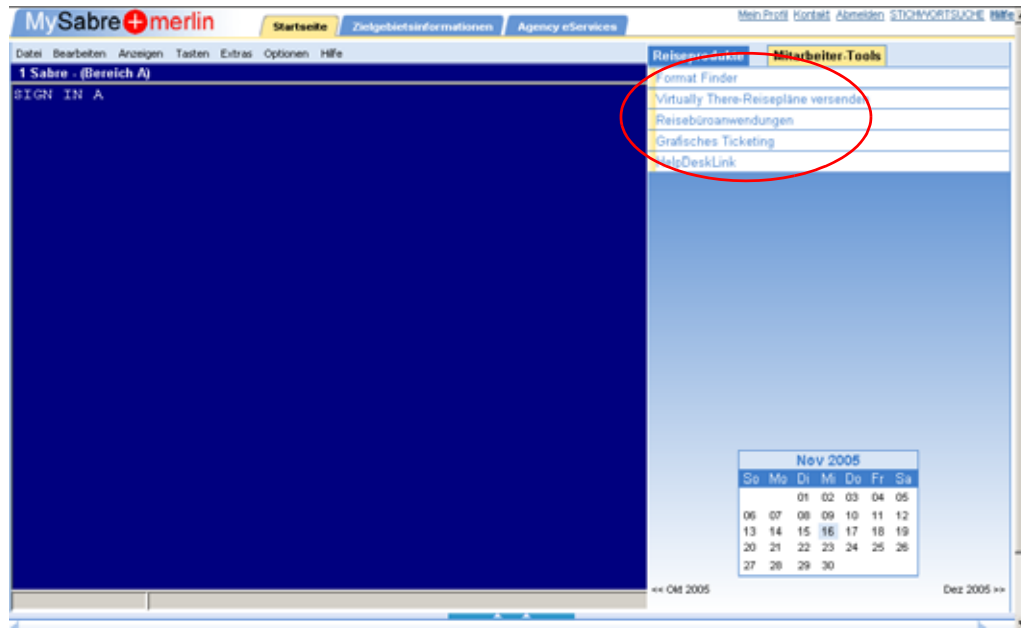 MySabre merlin
Startseite Zielgebietsinformationen Agency eServices
Mein Profil Kontakt Abmelden STICHWORTSUCHE Hilfe
Datei Bearbeiten Anzeigen Tasten Extras Optionen Hilfe
1 Sabre - (Bereich A)
SIGN IN A
Reiseprodukte Mitarbeiter-Tools
Format Finder
Virtually There-Reisepläne versenden
Reisebüroanwendungen
Grafisches Ticketing
HelpDeskLink
Nov 2005
So Mo Di Mi Do Fr Sa
01 02 03 04 05
06 07 08 09 10 11 12
13 14 15 16 17 18 19
20 21 22 23 24 25 26
27 28 29 30
<< Okt 2005 Dez 2005 >>